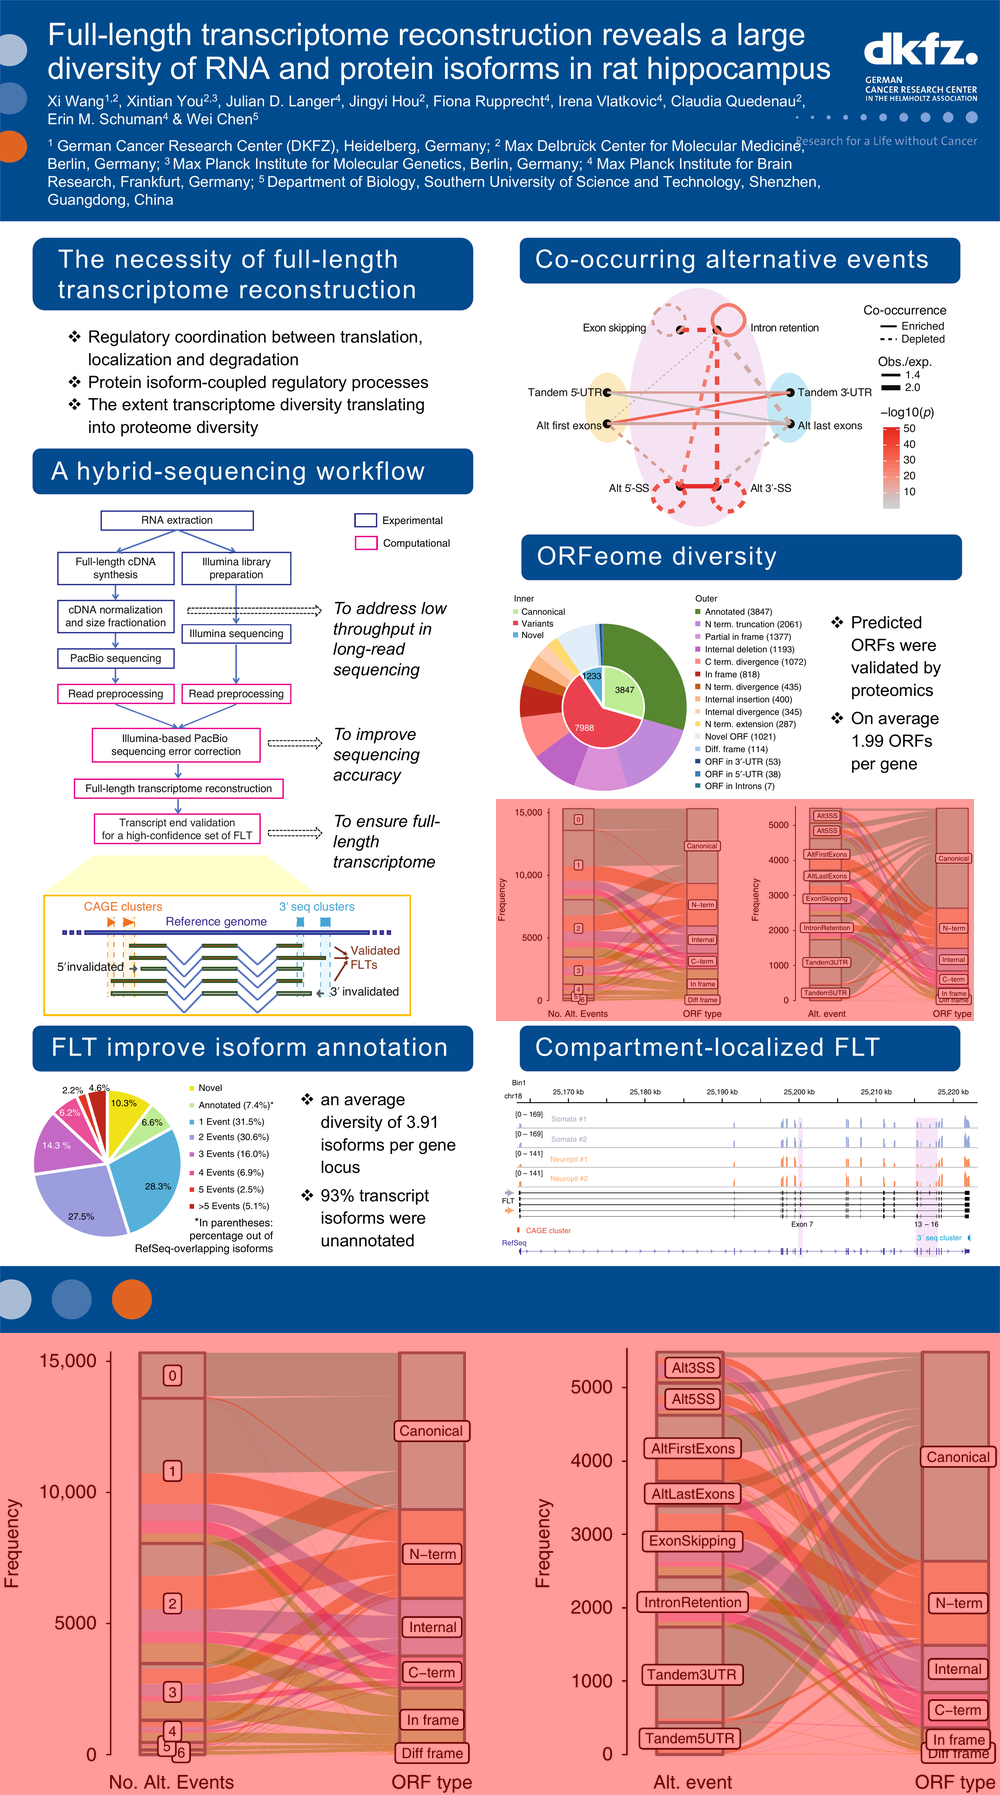 Full-length transcriptome reconstruction reveals a large
diversity of RNA and protein isoforms in rat hippocampus
Xi Wang1,2, Xintian You2,3, Julian D. Langer4, Jingyi Hou2, Fiona Rupprecht4, Irena Vlatkovic4, Claudia Quedenau2,
Erin M. Schuman4 & Wei Chen5
1 German Cancer Research Center (DKFZ), Heidelberg, Germany; 2 Max Delbrück Center for Molecular Medicine,
Berlin, Germany; 3 Max Planck Institute for Molecular Genetics, Berlin, Germany; 4 Max Planck Institute for Brain
Research, Frankfurt, Germany; 5 Department of Biology, Southern University of Science and Technology, Shenzhen,
Guangdong, China
dkfz.
GERMAN
CANCER RESEARCH CENTER
IN THE HELMHOLTZ ASSOCIATION
Research for a Life without Cancer
The necessity of full-length
transcriptome reconstruction
❖ Regulatory coordination between translation,
localization and degradation
❖ Protein isoform-coupled regulatory processes
❖ The extent transcriptome diversity translating
into proteome diversity
A hybrid-sequencing workflow
RNA extraction
Experimental
Computational
Full-length cDNA
synthesis
Illumina library
preparation
cDNA normalization
and size fractionation
Illumina sequencing
PacBio sequencing
Read preprocessing
Read preprocessing
Illumina-based PacBio
sequencing error correction
Full-length transcriptome reconstruction
Transcript end validation
for a high-confidence set of FLT
To address low
throughput in
long-read
sequencing
To improve
sequencing
accuracy
To ensure full-
length
transcriptome
CAGE clusters
3' seq clusters
Reference genome
Validated
FLTs
5'invalidated
3' invalidated
FLT improve isoform annotation
2.2%
4.6%
10.3%
6.6%
6.2%
14.3 %
28.3%
27.5%
Novel
Annotated (7.4%)*
1 Event (31.5%)
2 Events (30.6%)
3 Events (16.0%)
4 Events (6.9%)
5 Events (2.5%)
>5 Events (5.1%)
*In parentheses:
percentage out of
RefSeq-overlapping isoforms
❖ an average
diversity of 3.91
isoforms per gene
locus
❖ 93% transcript
isoforms were
unannotated
Co-occurring alternative events
Exon skipping
Intron retention
Tandem 5'-UTR
Tandem 3'-UTR
Alt first exons
Alt last exons
Alt 5'-SS
Alt 3'-SS
Co-occurrence
Enriched
Depleted
Obs./exp.
1.4
2.0
−log10(p)
50
40
30
20
10
ORFeome diversity
Inner
Cannonical
Variants
Novel
1233
3847
7988
Outer
Annotated (3847)
N term. truncation (2061)
Partial in frame (1377)
Internal deletion (1193)
C term. divergence (1072)
In frame (818)
N term. divergence (435)
Internal insertion (400)
Internal divergence (345)
N term. extension (287)
Novel ORF (1021)
Diff. frame (114)
ORF in 3'-UTR (53)
ORF in 5'-UTR (38)
ORF in Introns (7)
❖ Predicted
ORFs were
validated by
proteomics
❖ On average
1.99 ORFs
per gene
Frequency
15,000
10,000
5000
0
0
1
2
3
4
5
6
Canonical
N-term
Internal
C-term
In frame
Diff frame
No. Alt. Events
ORF type
Frequency
5000
4000
3000
2000
1000
0
Alt3SS
Alt5SS
AltFirstExons
AltLastExons
ExonSkipping
IntronRetention
Tandem3UTR
Tandem5UTR
Canonical
N-term
Internal
C-term
In frame
Diff frame
Alt. event
ORF type
Compartment-localized FLT
Bin1
chr18
25,170 kb
25,180 kb
25,190 kb
25,200 kb
25,210 kb
25,220 kb
[0 – 169]
Somata #1
[0 – 169]
Somata #2
[0 – 141]
Neuropil #1
[0 – 141]
Neuropil #2
FLT
Exon 7
13 – 16
CAGE cluster
3' seq cluster
RefSeq
Frequency
15,000
10,000
5000
0
0
1
2
3
4
5
6
Canonical
N−term
Internal
C−term
In frame
Diff frame
No. Alt. Events
ORF type
Frequency
5000
4000
3000
2000
1000
0
Alt3SS
Alt5SS
AltFirstExons
AltLastExons
ExonSkipping
IntronRetention
Tandem3UTR
Tandem5UTR
Canonical
N−term
Internal
C−term
In frame
Diff frame
Alt. event
ORF type